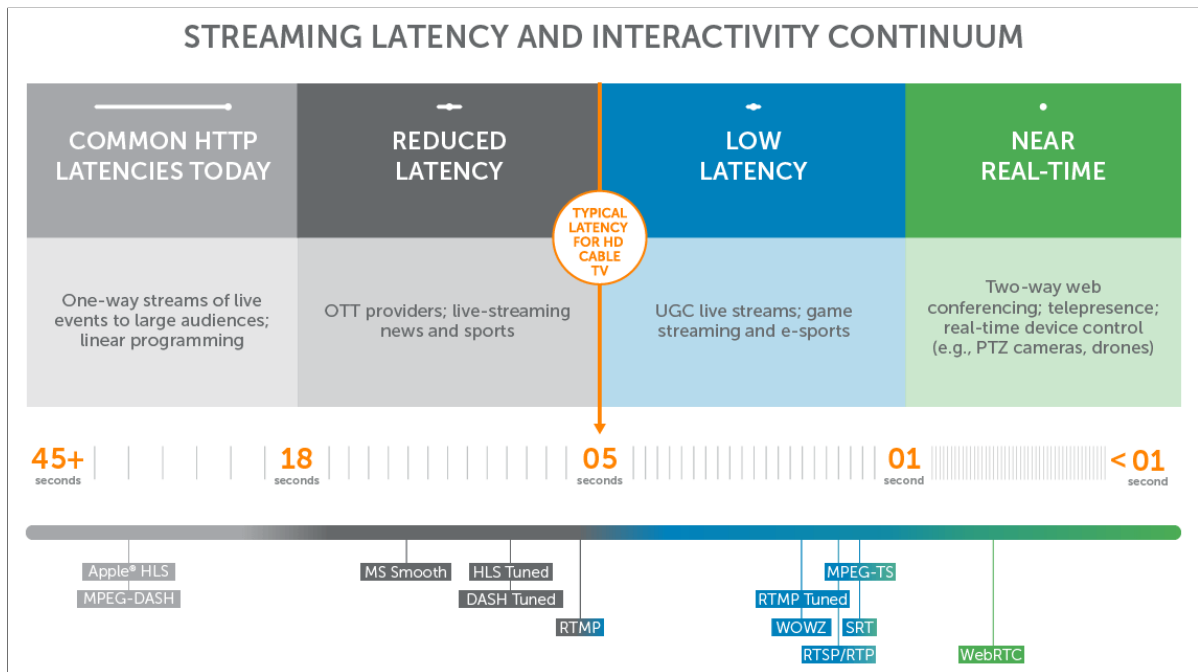 STREAMING LATENCY AND INTERACTIVITY CONTINUUM
COMMON HTTP
LATENCIES TODAY
REDUCED
LATENCY
LOW
LATENCY
NEAR
REAL-TIME
TYPICAL
LATENCY
FOR HD
CABLE
TV
One-way streams of live
events to large audiences;
linear programming
OTT providers; live-streaming
news and sports
UGC live streams; game
streaming and e-sports
Two-way web
conferencing; telepresence;
real-time device control
(e.g., PTZ cameras, drones)
45+
seconds
18
seconds
05
seconds
01
second
< 01
second
Apple® HLS
MPEG-DASH
MS Smooth
HLS Tuned
DASH Tuned
RTMP
MPEG-TS
RTMP Tuned
WOWZ
SRT
RTSP/RTP
WebRTC